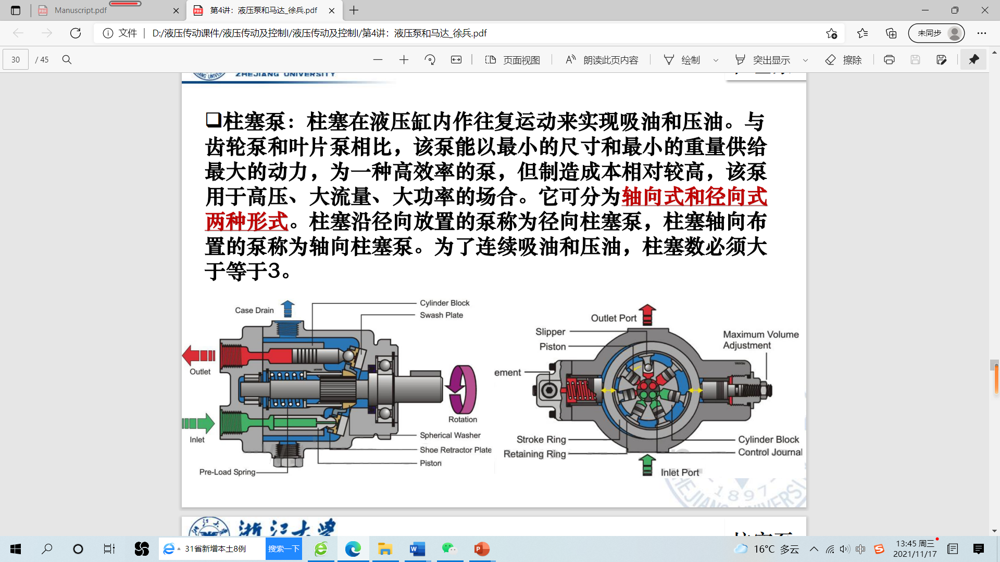 Manuscript.pdf
第4讲：液压泵和马达_徐兵.pdf
文件
D:/液压传动课件/液压传动及控制I/液压传动及控制I/第4讲：液压泵和马达_徐兵.pdf
未同步
30 / 45
页面视图
朗读此页内容
绘制
突出显示
擦除
ZHEJIANG UNIVERSITY
柱塞泵：柱塞在液压缸内作往复运动来实现吸油和压油。与
齿轮泵和叶片泵相比，该泵能以最小的尺寸和最小的重量供给
最大的动力，为一种高效率的泵，但制造成本相对较高，该泵
用于高压、大流量、大功率的场合。它可分为轴向式和径向式
两种形式。柱塞沿径向放置的泵称为径向柱塞泵，柱塞轴向布
置的泵称为轴向柱塞泵。为了连续吸油和压油，柱塞数必须大
于等于3。
Case Drain
Cylinder Block
Swash Plate
Outlet
Inlet
Rotation
Spherical Washer
Shoe Retractor Plate
Piston
Pre-Load Spring
Outlet Port
Slipper
Piston
Maximum Volume
Adjustment
ement
Stroke Ring
Retaining Ring
Cylinder Block
Control Journal
Inlet Port
1897
ZHEJIANG UNIVERSI
浙江大学
柱塞泵
31省新增本土8例
搜索一下
16°C 多云
中
13:45 周三
2021/11/17